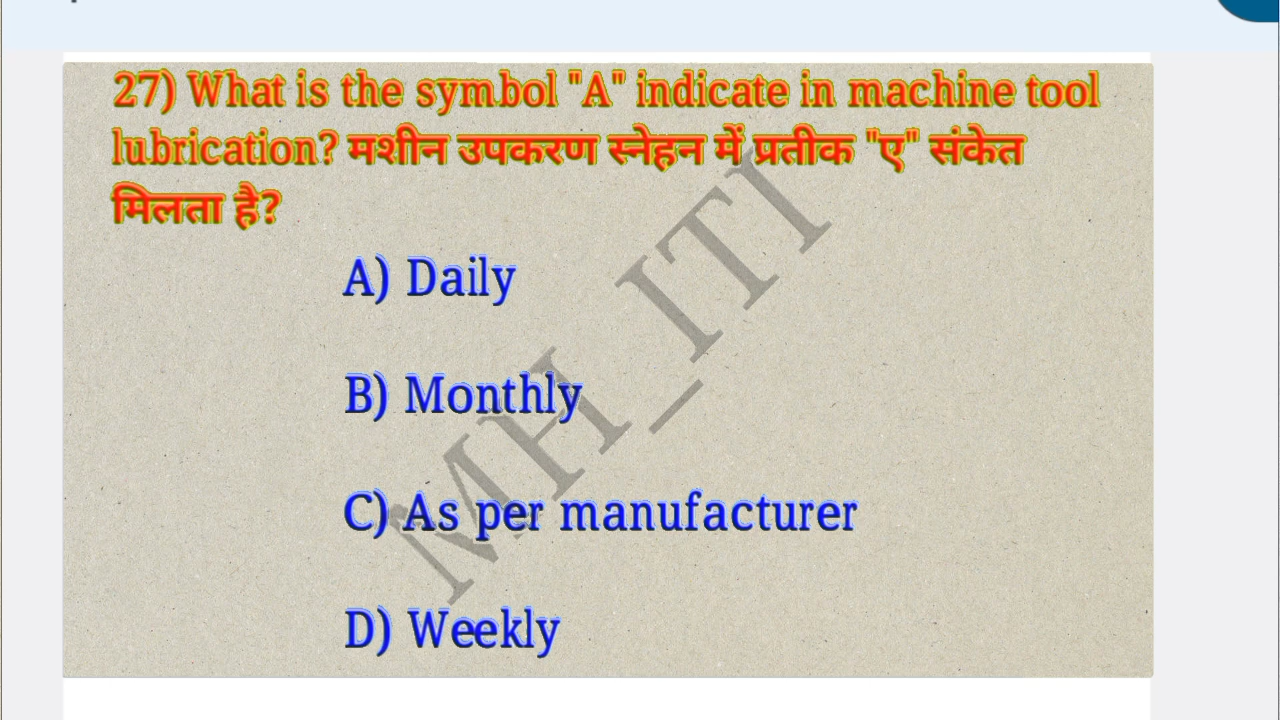 27) What is the symbol "A" indicate in machine tool
lubrication? मशीन उपकरण स्नेहन में प्रतीक "ए" संकेत
मिलता है?
A) Daily
B) Monthly
C) As per manufacturer
D) Weekly
MH_ITI